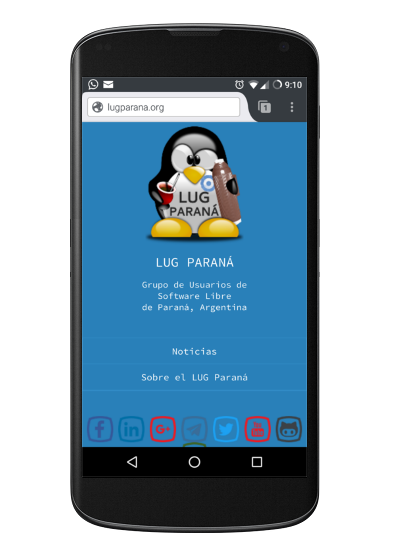 9:10
lugparana.org
1
LUG
PARANÁ
LUG PARANÁ
Grupo de Usuarios de
Software Libre
de Paraná, Argentina
Noticias
Sobre el LUG Paraná